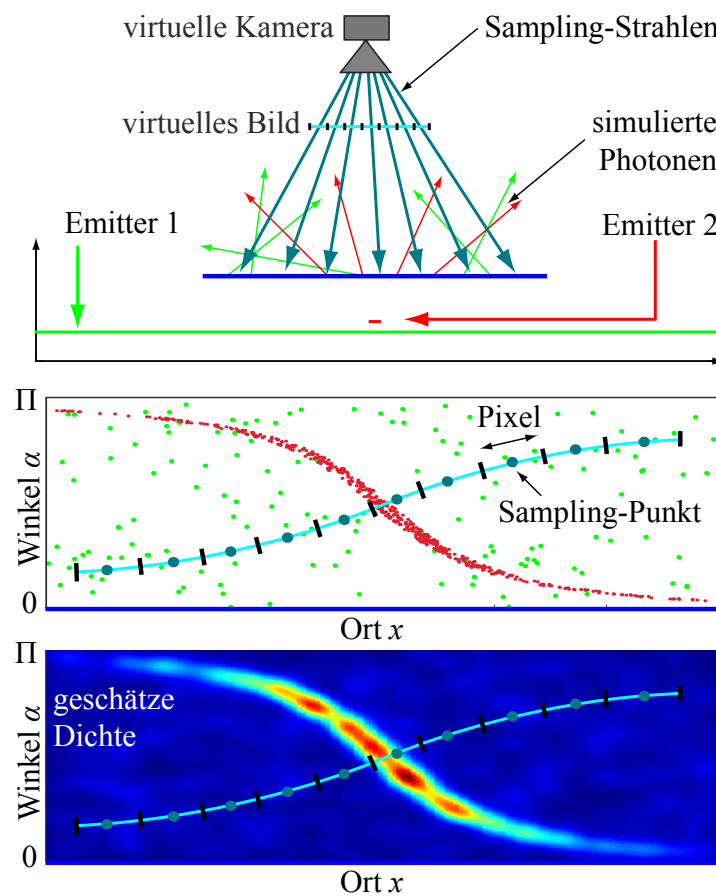 virtuelle Kamera
Sampling-Strahlen
virtuelles Bild
simulierte
Photonen
Emitter 1
Emitter 2
Π
Pixel
Winkel α
Sampling-Punkt
0
Ort x
Π
geschätze
Dichte
Winkel α
0
Ort x